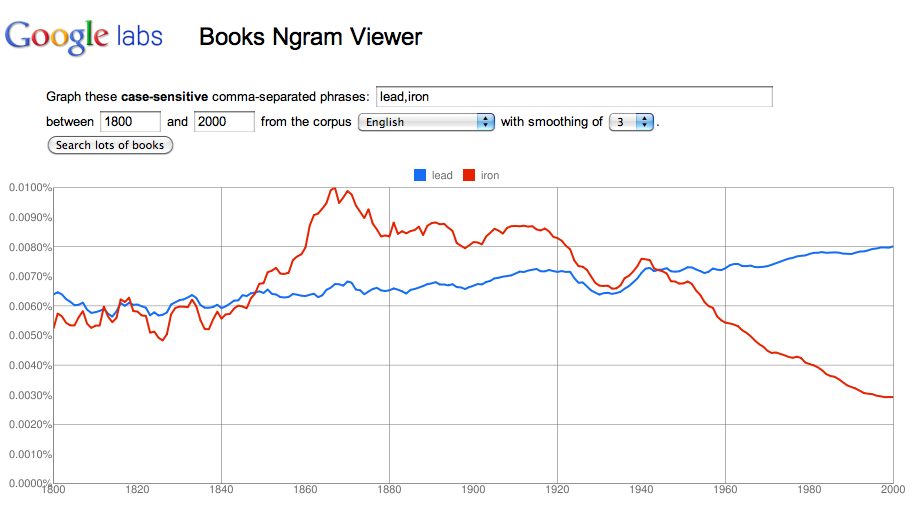 Google labs Books Ngram Viewer
Graph these case-sensitive comma-separated phrases: lead,iron
between 1800 and 2000 from the corpus English with smoothing of 3 .
Search lots of books
lead iron
0.0100%
0.0090%
0.0080%
0.0070%
0.0060%
0.0050%
0.0040%
0.0030%
0.0020%
0.0010%
0.0000%
1800 1820 1840 1860 1880 1900 1920 1940 1960 1980 2000